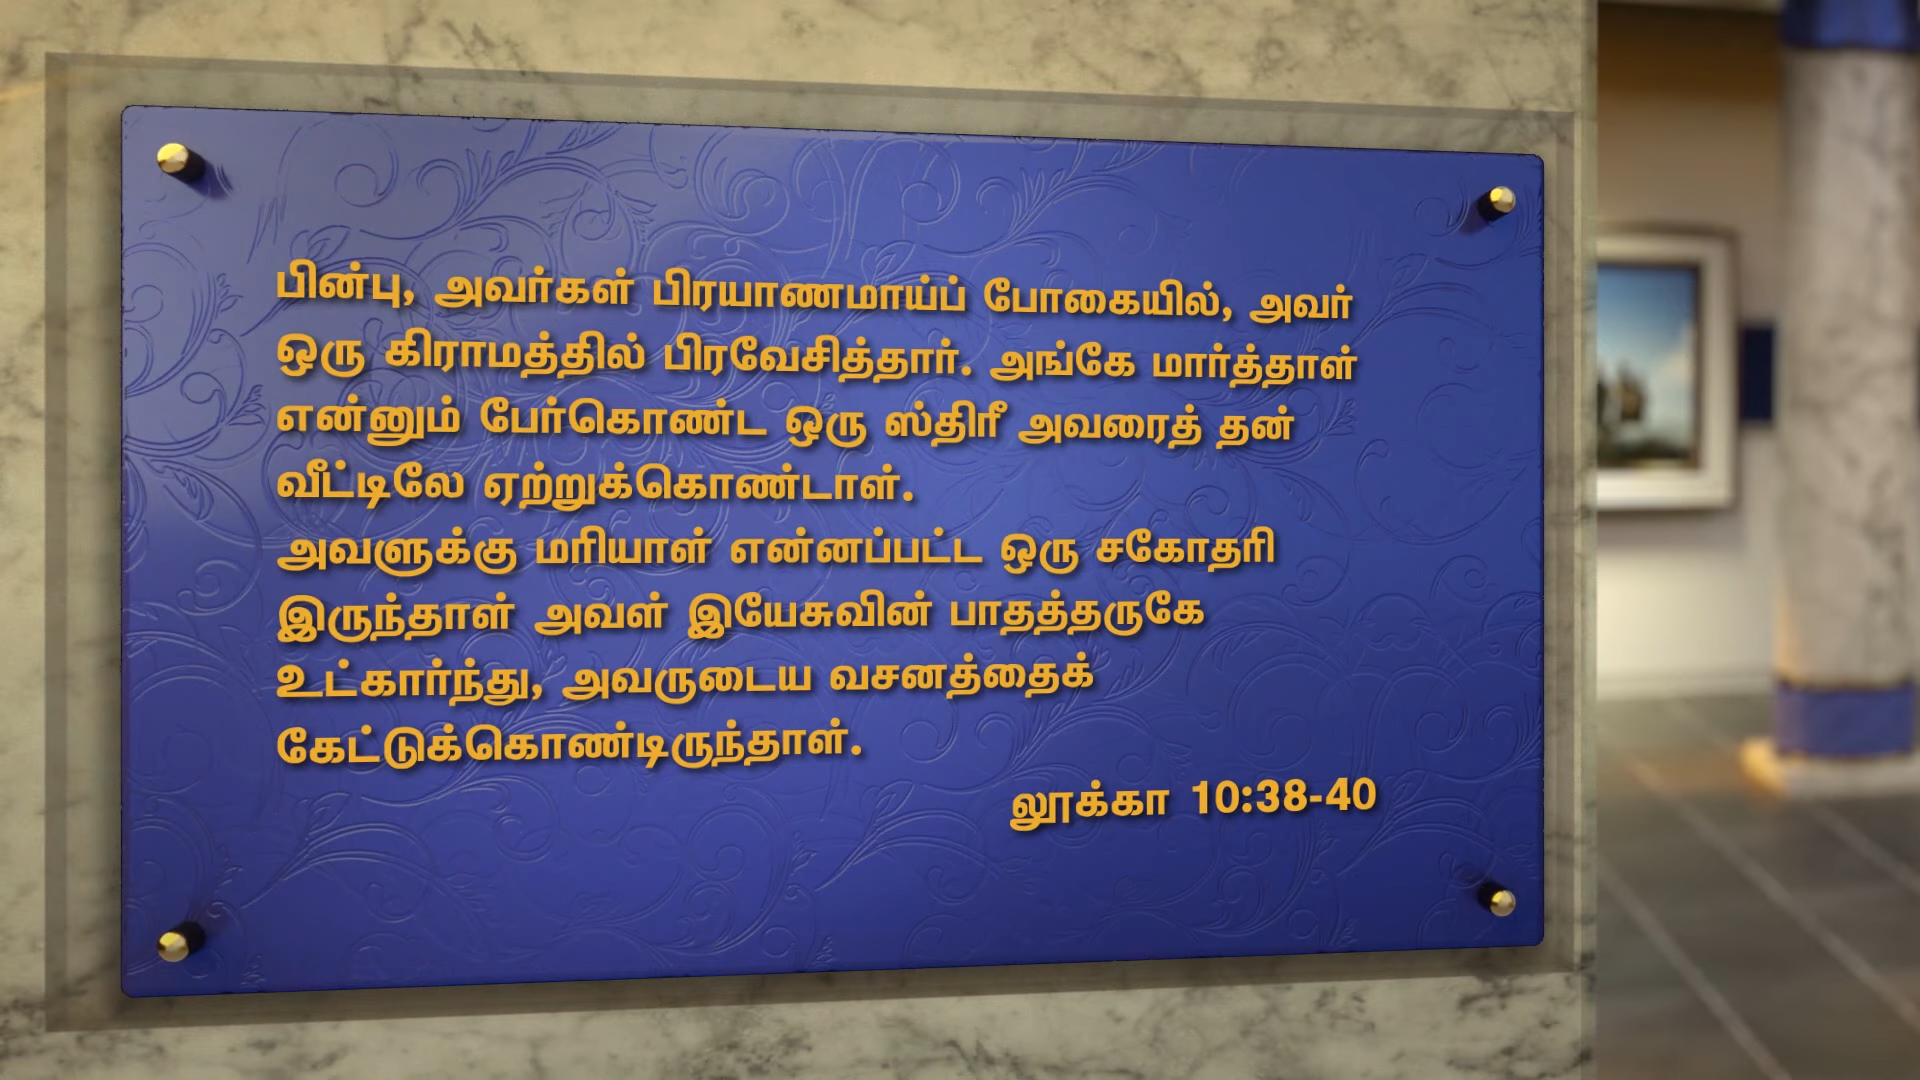 பின்பு, அவர்கள் பிரயாணமாய்ப் போகையில், அவர்
ஒரு கிராமத்தில் பிரவேசித்தார். அங்கே மார்த்தாள்
என்னும் பேர்கொண்ட ஒரு ஸ்திரீ அவரைத் தன்
வீட்டிலே ஏற்றுக்கொண்டாள்.
அவளுக்கு மரியாள் என்னப்பட்ட ஒரு சகோதரி
இருந்தாள் அவள் இயேசுவின் பாதத்தருகே
உட்கார்ந்து, அவருடைய வசனத்தைக்
கேட்டுக்கொண்டிருந்தாள்.
லூக்கா 10:38-40